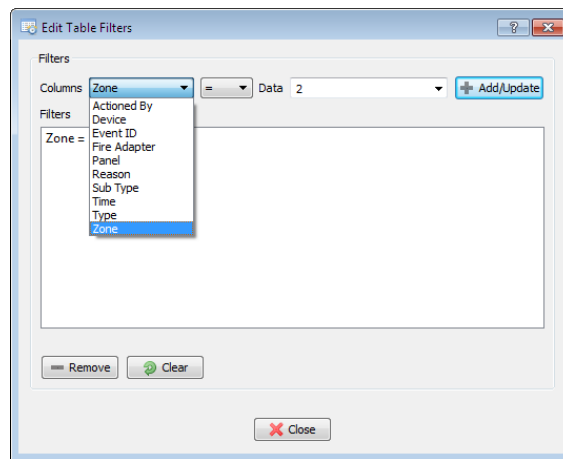 Edit Table Filters
Filters
Columns Zone = Data 2 Add/Update
Filters
Zone =
Actioned By
Device
Event ID
Fire Adapter
Panel
Reason
Sub Type
Time
Type
Zone
Remove Clear
Close